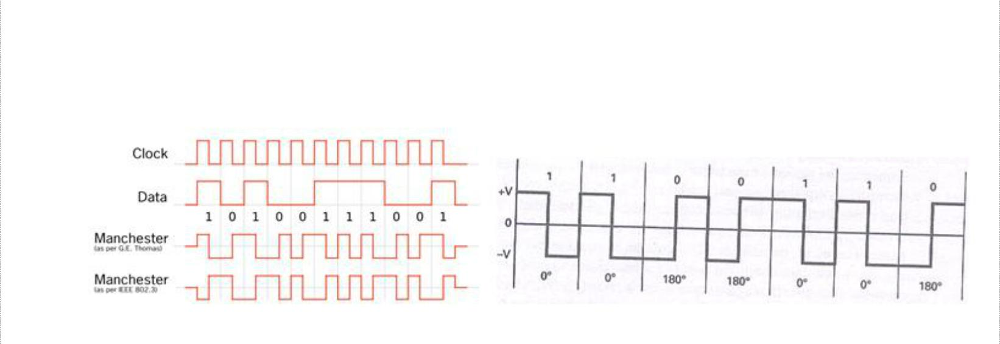 Clock
Data
1 0 1 0 0 1 1 1 0 0 1
Manchester
(as per G.E. Thomas)
Manchester
(as per IEEE 802.3)
1 1 0 0 1 1 0
+V
0
–V
0° 0° 180° 180° 0° 0° 180°